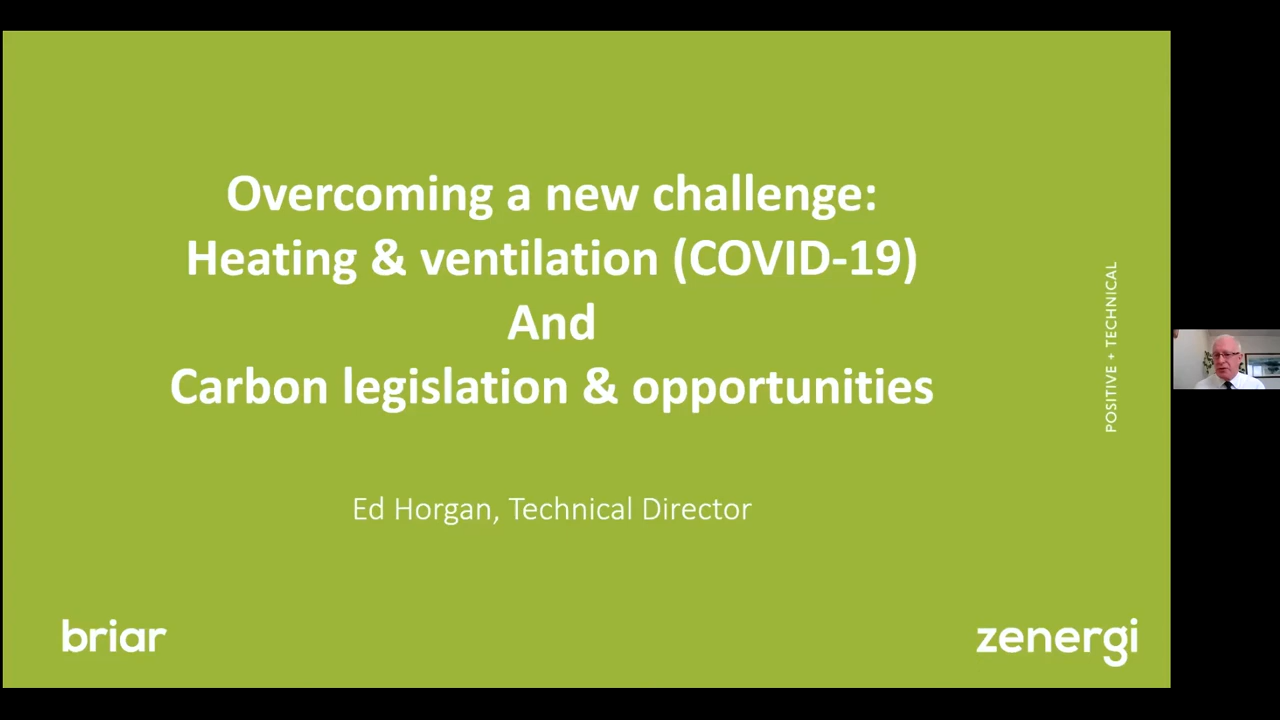 Overcoming a new challenge:
Heating & ventilation (COVID-19)
And
Carbon legislation & opportunities
POSITIVE + TECHNICAL
Ed Horgan, Technical Director
briar
zenergi